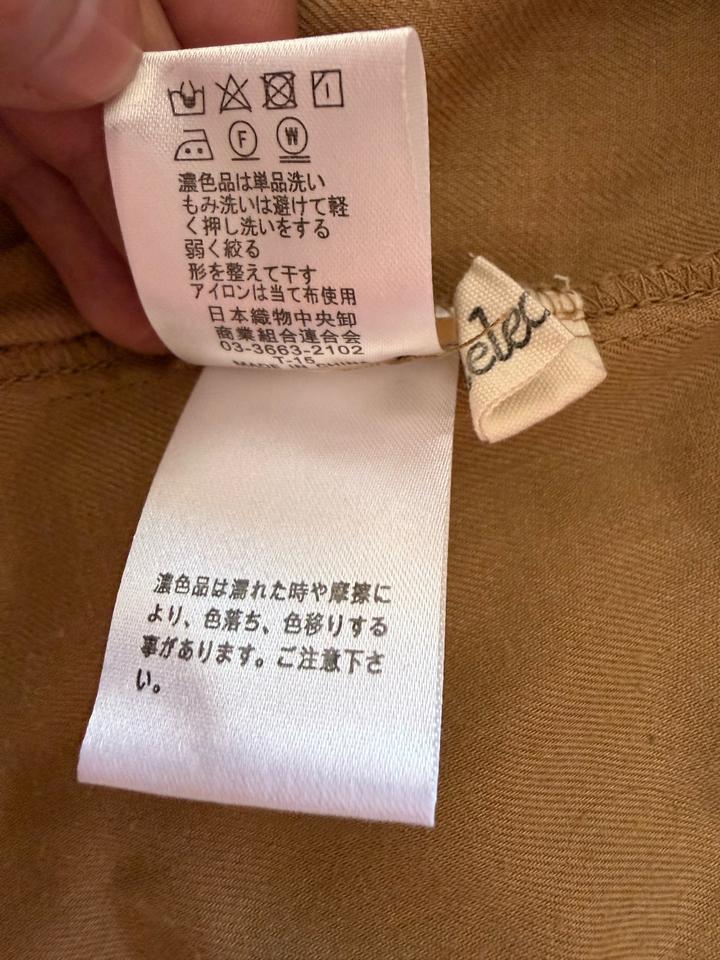 F W
濃色品は単品洗い
もみ洗いは避けて軽
く押し洗いをする
弱く絞る
形を整えて干す
アイロンは当て布使用
日本織物中央卸
商業組合連合会
03-3663-2102
T-15
MADE IN CHINA
濃色品は濡れた時や摩擦に
より、色落ち、色移りする
事があります。ご注意下さ
い。